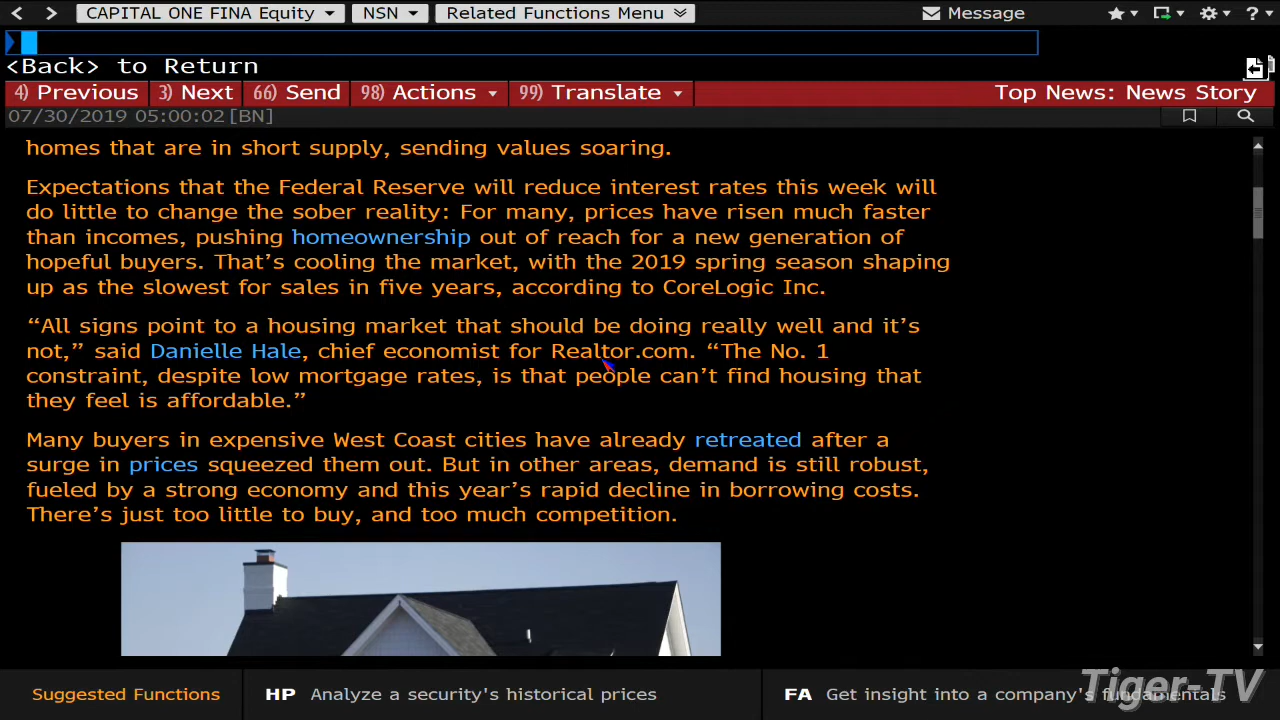 CAPITAL ONE FINA Equity NSN Related Functions Menu Message ?
<Back> to Return
4) Previous 3) Next 66) Send 98) Actions 99) Translate Top News: News Story
07/30/2019 05:00:02 [BN]
homes that are in short supply, sending values soaring.
Expectations that the Federal Reserve will reduce interest rates this week will
do little to change the sober reality: For many, prices have risen much faster
than incomes, pushing homeownership out of reach for a new generation of
hopeful buyers. That’s cooling the market, with the 2019 spring season shaping
up as the slowest for sales in five years, according to CoreLogic Inc.
“All signs point to a housing market that should be doing really well and it’s
not,” said Danielle Hale, chief economist for Realtor.com. “The No. 1
constraint, despite low mortgage rates, is that people can’t find housing that
they feel is affordable.”
Many buyers in expensive West Coast cities have already retreated after a
surge in prices squeezed them out. But in other areas, demand is still robust,
fueled by a strong economy and this year’s rapid decline in borrowing costs.
There’s just too little to buy, and too much competition.
Suggested Functions HP Analyze a security's historical prices FA Get insight into a company's fundamentals
Tiger-TV